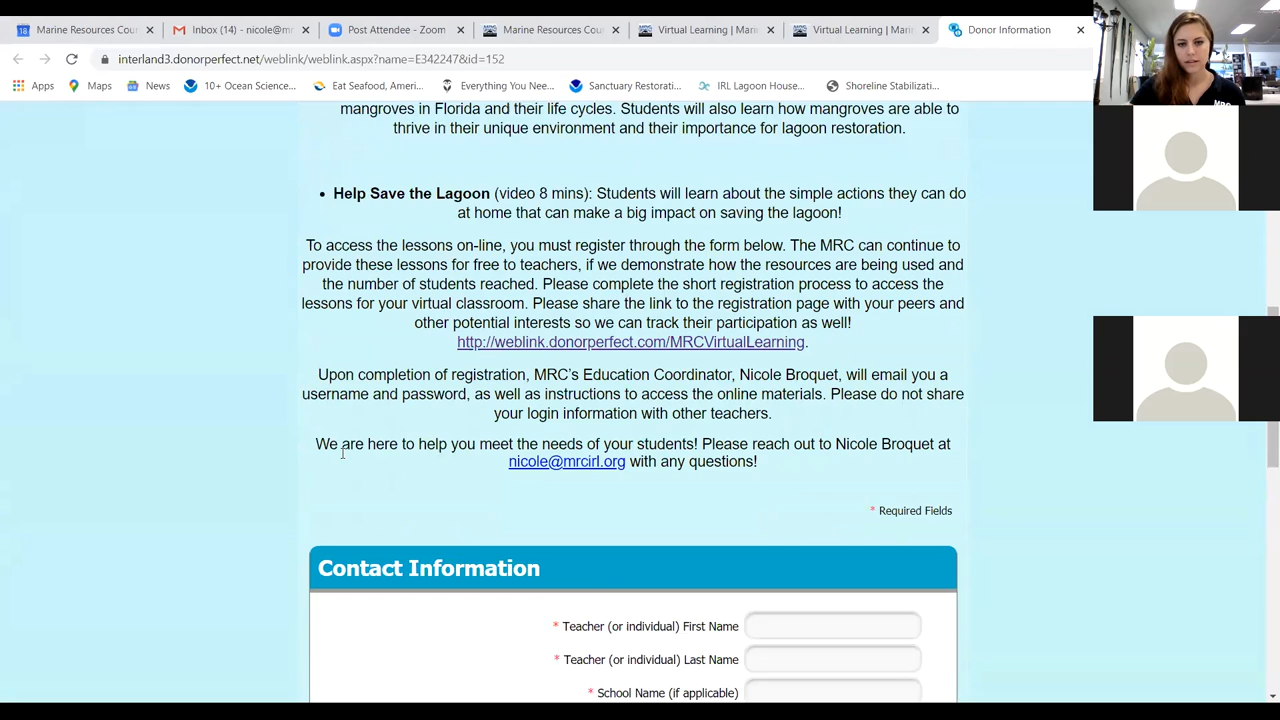 Marine Resources Cou
Inbox (14) - nicole@m
Post Attendee - Zoom
Marine Resources Cou
Virtual Learning | Mari
Virtual Learning | Mari
Donor Information
interland3.donorperfect.net/weblink/weblink.aspx?name=E342247&id=152
Apps
Maps
News
10+ Ocean Science...
Eat Seafood, Ameri...
Everything You Nee...
Sanctuary Restorati...
IRL Lagoon House...
Shoreline Stabilizati...
MRC
mangroves in Florida and their life cycles. Students will also learn how mangroves are able to
thrive in their unique environment and their importance for lagoon restoration.
• Help Save the Lagoon (video 8 mins): Students will learn about the simple actions they can do
at home that can make a big impact on saving the lagoon!
To access the lessons on-line, you must register through the form below. The MRC can continue to
provide these lessons for free to teachers, if we demonstrate how the resources are being used and
the number of students reached. Please complete the short registration process to access the
lessons for your virtual classroom. Please share the link to the registration page with your peers and
other potential interests so we can track their participation as well!
http://weblink.donorperfect.com/MRCVirtualLearning.
Upon completion of registration, MRC's Education Coordinator, Nicole Broquet, will email you a
username and password, as well as instructions to access the online materials. Please do not share
your login information with other teachers.
We are here to help you meet the needs of your students! Please reach out to Nicole Broquet at
nicole@mrcirl.org with any questions!
* Required Fields
Contact Information
* Teacher (or individual) First Name
* Teacher (or individual) Last Name
* School Name (if applicable)